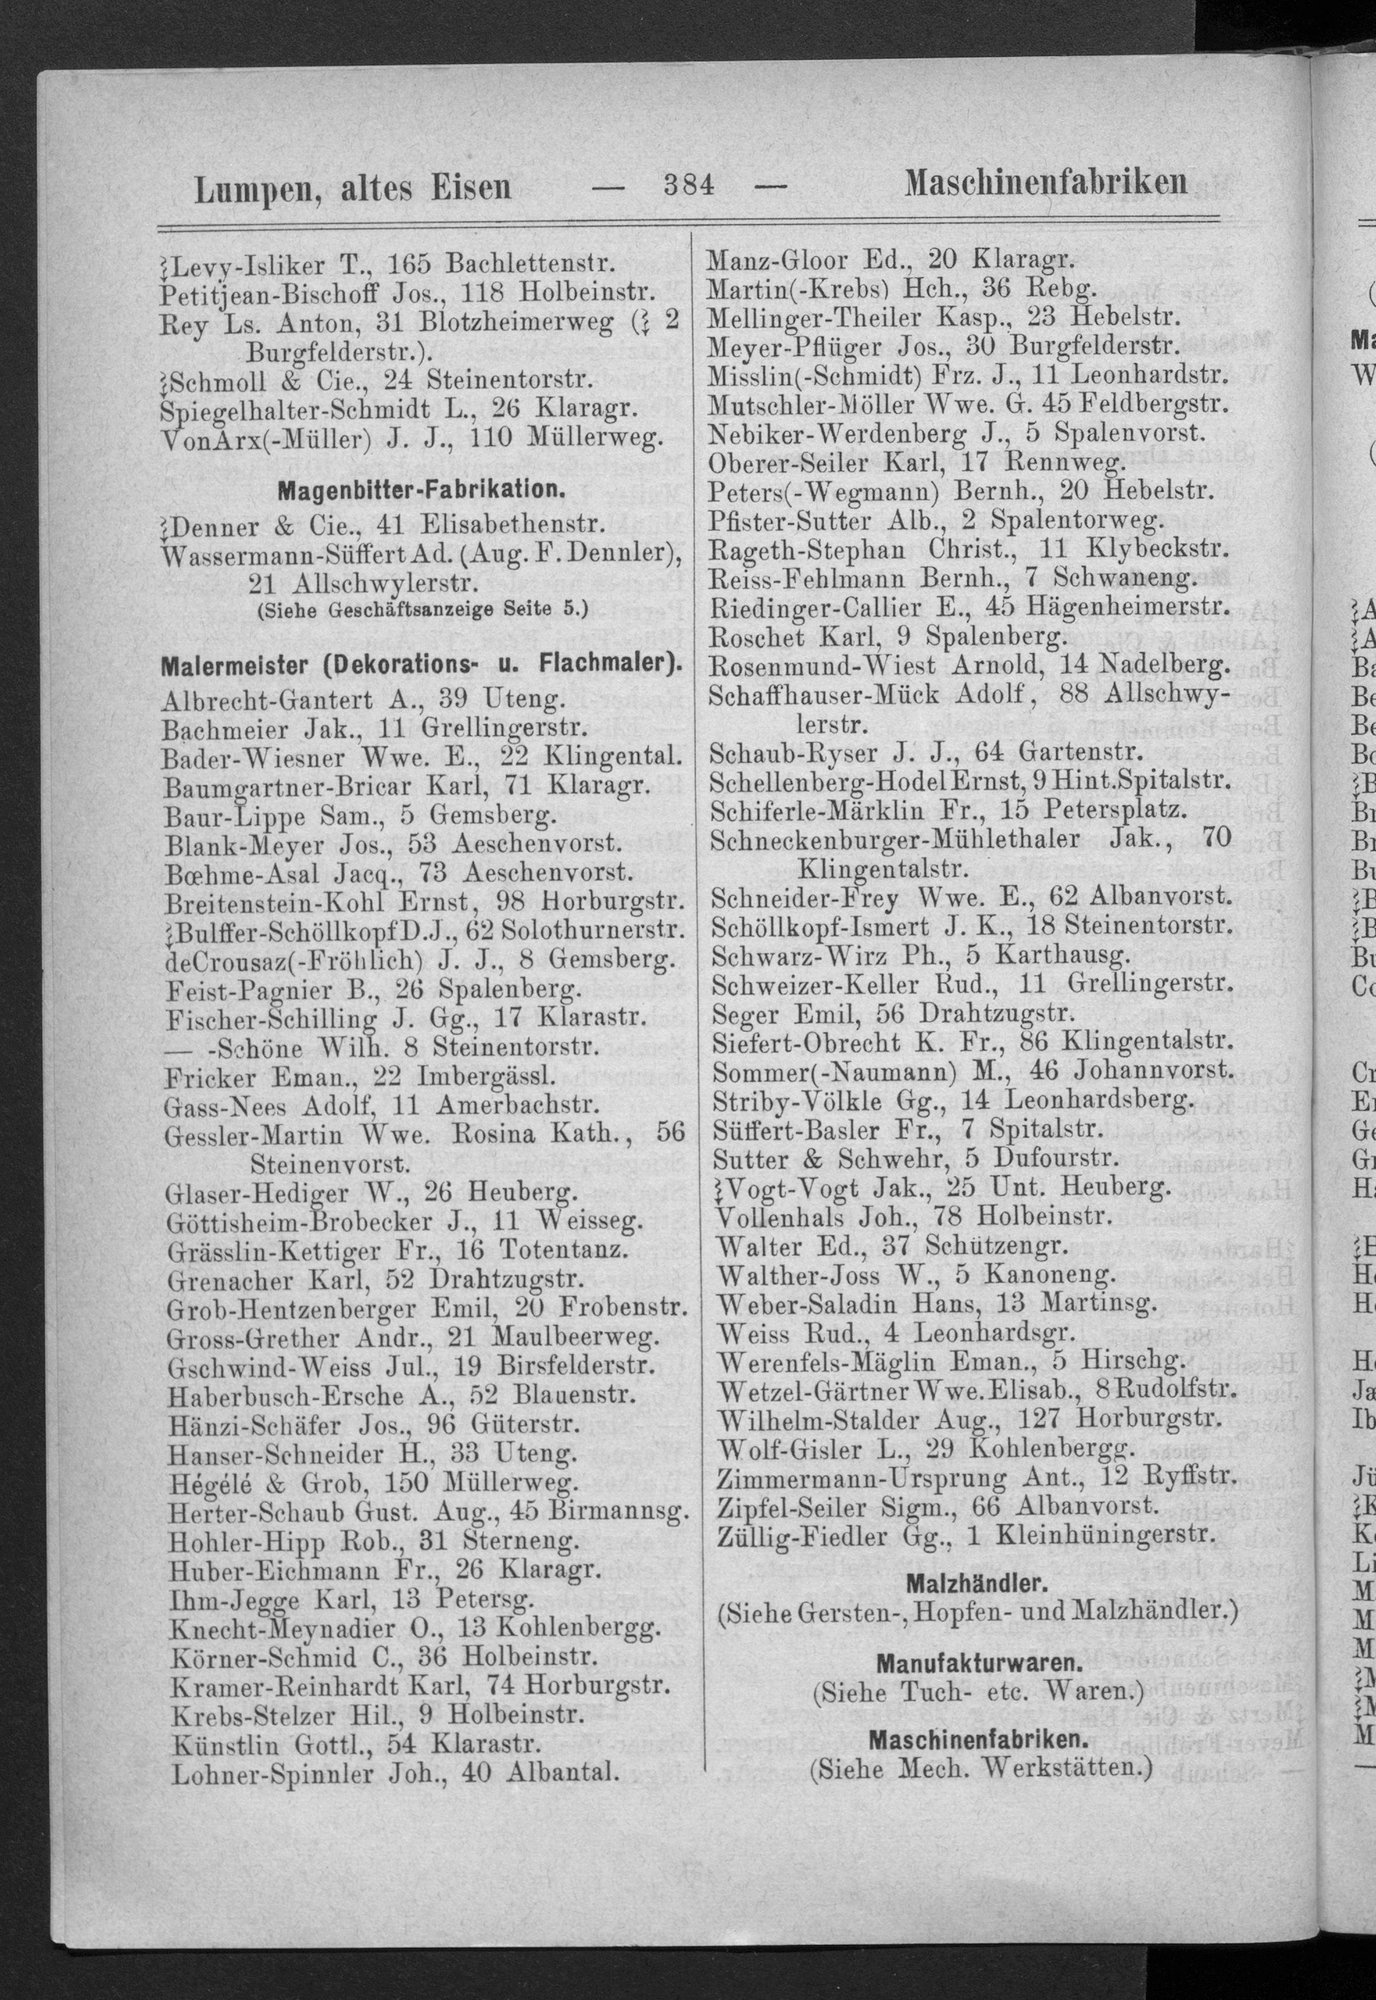 Lumpen, altes Eisen — 384 — Maschinenfabriken
⚕Levy-Isliker T., 165 Bachlettenstr.
Petitjean-Bischoff Jos., 118 Holbeinstr.
Rey Ls. Anton, 31 Blotzheimerweg (⚕ 2
Burgfelderstr.).
⚕Schmoll & Cie., 24 Steinentorstr.
Spiegelhalter-Schmidt L., 26 Klaragr.
VonArx(-Müller) J. J., 110 Müllerweg.
Magenbitter-Fabrikation.
⚕Denner & Cie., 41 Elisabethenstr.
Wassermann-Süffert Ad. (Aug. F. Dennler),
21 Allschwylerstr.
(Siehe Geschäftsanzeige Seite 5.)
Malermeister (Dekorations- u. Flachmaler).
Albrecht-Gantert A., 39 Uteng.
Bachmeier Jak., 11 Grellingerstr.
Bader-Wiesner Wwe. E., 22 Klingental.
Baumgartner-Bricar Karl, 71 Klaragr.
Baur-Lippe Sam., 5 Gemsberg.
Blank-Meyer Jos., 53 Aeschenvorst.
Bœhme-Asal Jacq., 73 Aeschenvorst.
Breitenstein-Kohl Ernst, 98 Horburgstr.
⚕Bulffer-Schöllkopf D. J., 62 Solothurnerstr.
deCrousaz(-Fröhlich) J. J., 8 Gemsberg.
Feist-Pagnier B., 26 Spalenberg.
Fischer-Schilling J. Gg., 17 Klarastr.
— -Schöne Wilh. 8 Steinentorstr.
Fricker Eman., 22 Imbergässl.
Gass-Nees Adolf, 11 Amerbachstr.
Gessler-Martin Wwe. Rosina Kath., 56
Steinenvorst.
Glaser-Hediger W., 26 Heuberg.
Göttisheim-Brobecker J., 11 Weisseg.
Grässlin-Kettiger Fr., 16 Totentanz.
Grenacher Karl, 52 Drahtzugstr.
Grob-Hentzenberger Emil, 20 Frobenstr.
Gross-Grether Andr., 21 Maulbeerweg.
Gschwind-Weiss Jul., 19 Birsfelderstr.
Haberbusch-Ersche A., 52 Blauenstr.
Hänzi-Schäfer Jos., 96 Güterstr.
Hanser-Schneider H., 33 Uteng.
Hégélé & Grob, 150 Müllerweg.
Herter-Schaub Gust. Aug., 45 Birmannsg.
Hohler-Hipp Rob., 31 Sterneng.
Huber-Eichmann Fr., 26 Klaragr.
Ihm-Jegge Karl, 13 Petersg.
Knecht-Meynadier O., 13 Kohlenbergg.
Körner-Schmid C., 36 Holbeinstr.
Kramer-Reinhardt Karl, 74 Horburgstr.
Krebs-Stelzer Hil., 9 Holbeinstr.
Künstlin Gottl., 54 Klarastr.
Lohner-Spinnler Joh., 40 Albantal.
Manz-Gloor Ed., 20 Klaragr.
Martin(-Krebs) Hch., 36 Rebg.
Mellinger-Theiler Kasp., 23 Hebelstr.
Meyer-Pflüger Jos., 30 Burgfelderstr.
Misslin(-Schmidt) Frz. J., 11 Leonhardstr.
Mutschler-Möller Wwe. G. 45 Feldbergstr.
Nebiker-Werdenberg J., 5 Spalenvorst.
Oberer-Seiler Karl, 17 Rennweg.
Peters(-Wegmann) Bernh., 20 Hebelstr.
Pfister-Sutter Alb., 2 Spalentorweg.
Rageth-Stephan Christ., 11 Klybeckstr.
Reiss-Fehlmann Bernh., 7 Schwaneng.
Riedinger-Callier E., 45 Hägenheimerstr.
Roschet Karl, 9 Spalenberg.
Rosenmund-Wiest Arnold, 14 Nadelberg.
Schaffhauser-Mück Adolf, 88 Allschwy-
lerstr.
Schaub-Ryser J. J., 64 Gartenstr.
Schellenberg-Hodel Ernst, 9 Hint.Spitalstr.
Schiferle-Märklin Fr., 15 Petersplatz.
Schneckenburger-Mühlethaler Jak., 70
Klingentalstr.
Schneider-Frey Wwe. E., 62 Albanvorst.
Schöllkopf-Ismert J. K., 18 Steinentorstr.
Schwarz-Wirz Ph., 5 Karthausg.
Schweizer-Keller Rud., 11 Grellingerstr.
Seger Emil, 56 Drahtzugstr.
Siefert-Obrecht K. Fr., 86 Klingentalstr.
Sommer(-Naumann) M., 46 Johannvorst.
Striby-Völkle Gg., 14 Leonhardsberg.
Süffert-Basler Fr., 7 Spitalstr.
Sutter & Schwehr, 5 Dufourstr.
⚕Vogt-Vogt Jak., 25 Unt. Heuberg.
Vollenhals Joh., 78 Holbeinstr.
Walter Ed., 37 Schützengr.
Walther-Joss W., 5 Kanoneng.
Weber-Saladin Hans, 13 Martinsg.
Weiss Rud., 4 Leonhardsgr.
Werenfels-Mäglin Eman., 5 Hirschg.
Wetzel-Gärtner Wwe. Elisab., 8 Rudolfstr.
Wilhelm-Stalder Aug., 127 Horburgstr.
Wolf-Gisler L., 29 Kohlenbergg.
Zimmermann-Ursprung Ant., 12 Ryffstr.
Zipfel-Seiler Sigm., 66 Albanvorst.
Züllig-Fiedler Gg., 1 Kleinhüningerstr.
Malzhändler.
(Siehe Gersten-, Hopfen- und Malzhändler.)
Manufakturwaren.
(Siehe Tuch- etc. Waren.)
Maschinenfabriken.
(Siehe Mech. Werkstätten.)